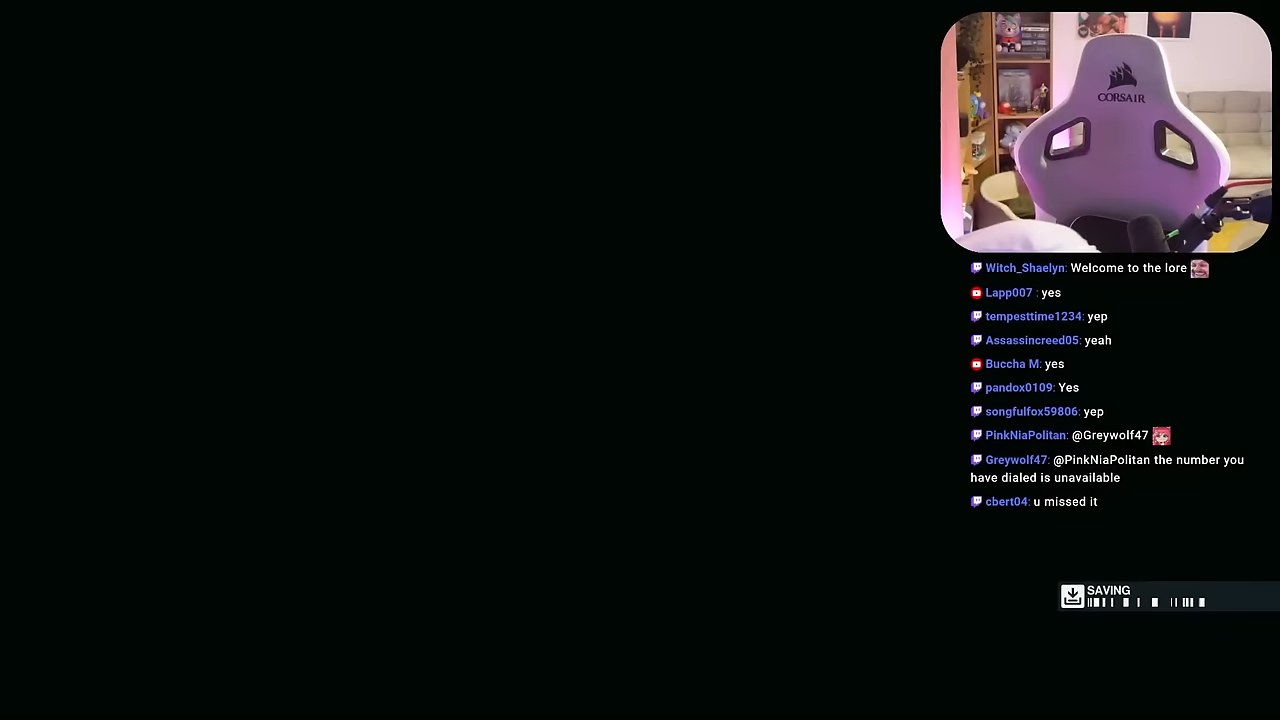 CORSAIR
Witch_Shaelyn: Welcome to the lore
Lapp007 : yes
tempesttime1234: yep
Assassincreed05: yeah
Buccha M: yes
pandox0109: Yes
songfulfox59806: yep
PinkNiaPolitan: @Greywolf47
Greywolf47: @PinkNiaPolitan the number you
have dialed is unavailable
cbert04: u missed it
SAVING